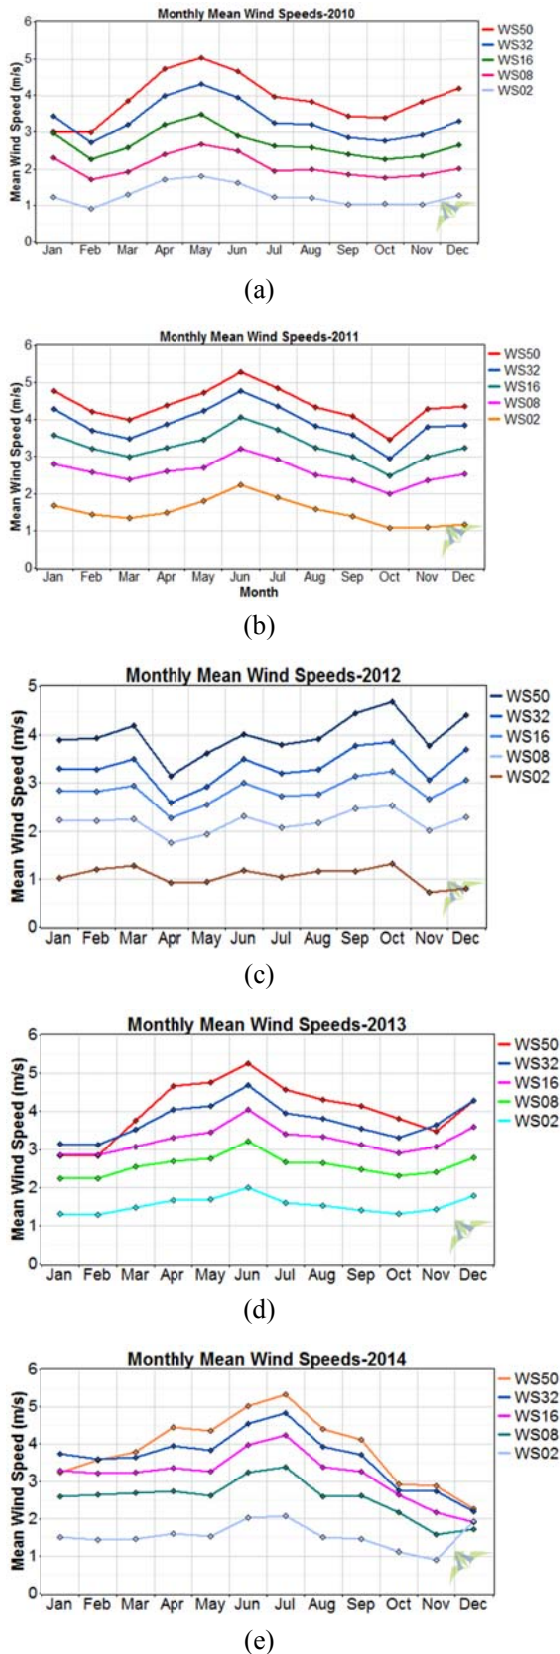 Monthly Mean Wind Speeds-2010
Mean Wind Speed (m/s)
6
5
4
3
2
1
0
Jan Feb Mar Apr May Jun Jul Aug Sep Oct Nov Dec
WS50
WS32
WS16
WS08
WS02
(a)
Monthly Mean Wind Speeds-2011
Mean Wind Speed (m/s)
6
5
4
3
2
1
0
Jan Feb Mar Apr May Jun Jul Aug Sep Oct Nov Dec
Month
WS50
WS32
WS16
WS08
WS02
(b)
Monthly Mean Wind Speeds-2012
Mean Wind Speed (m/s)
5
4
3
2
1
0
Jan Feb Mar Apr May Jun Jul Aug Sep Oct Nov Dec
WS50
WS32
WS16
WS08
WS02
(c)
Monthly Mean Wind Speeds-2013
Mean Wind Speed (m/s)
6
5
4
3
2
1
0
Jan Feb Mar Apr May Jun Jul Aug Sep Oct Nov Dec
WS50
WS32
WS16
WS08
WS02
(d)
Monthly Mean Wind Speeds-2014
Mean Wind Speed (m/s)
6
5
4
3
2
1
0
Jan Feb Mar Apr May Jun Jul Aug Sep Oct Nov Dec
WS50
WS32
WS16
WS08
WS02
(e)